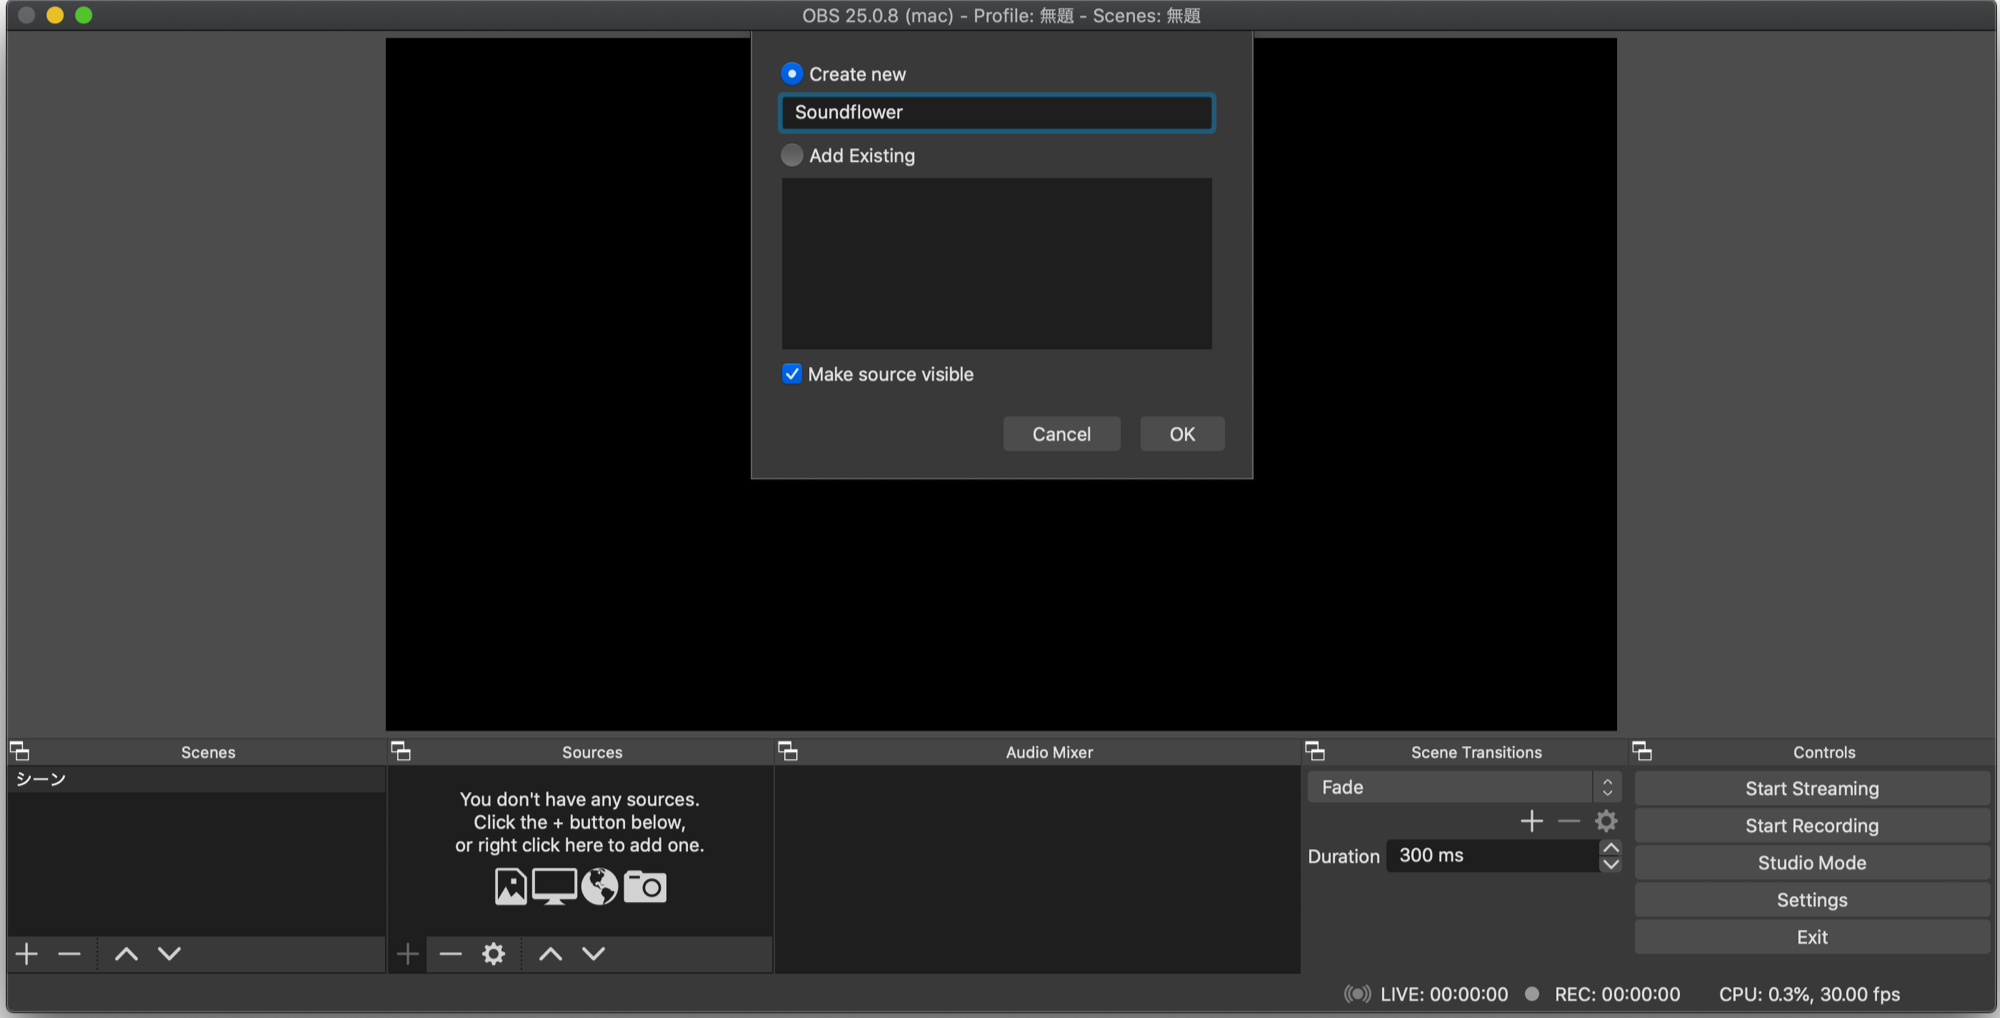 OBS 25.0.8 (mac) - Profile: 無題 - Scenes: 無題
Create new
Soundflower
Add Existing
Make source visible
Cancel
OK
Scenes
シーン
Sources
You don't have any sources.
Click the + button below,
or right click here to add one.
Audio Mixer
Scene Transitions
Fade
Duration 300 ms
Controls
Start Streaming
Start Recording
Studio Mode
Settings
Exit
LIVE: 00:00:00 REC: 00:00:00 CPU: 0.3%, 30.00 fps